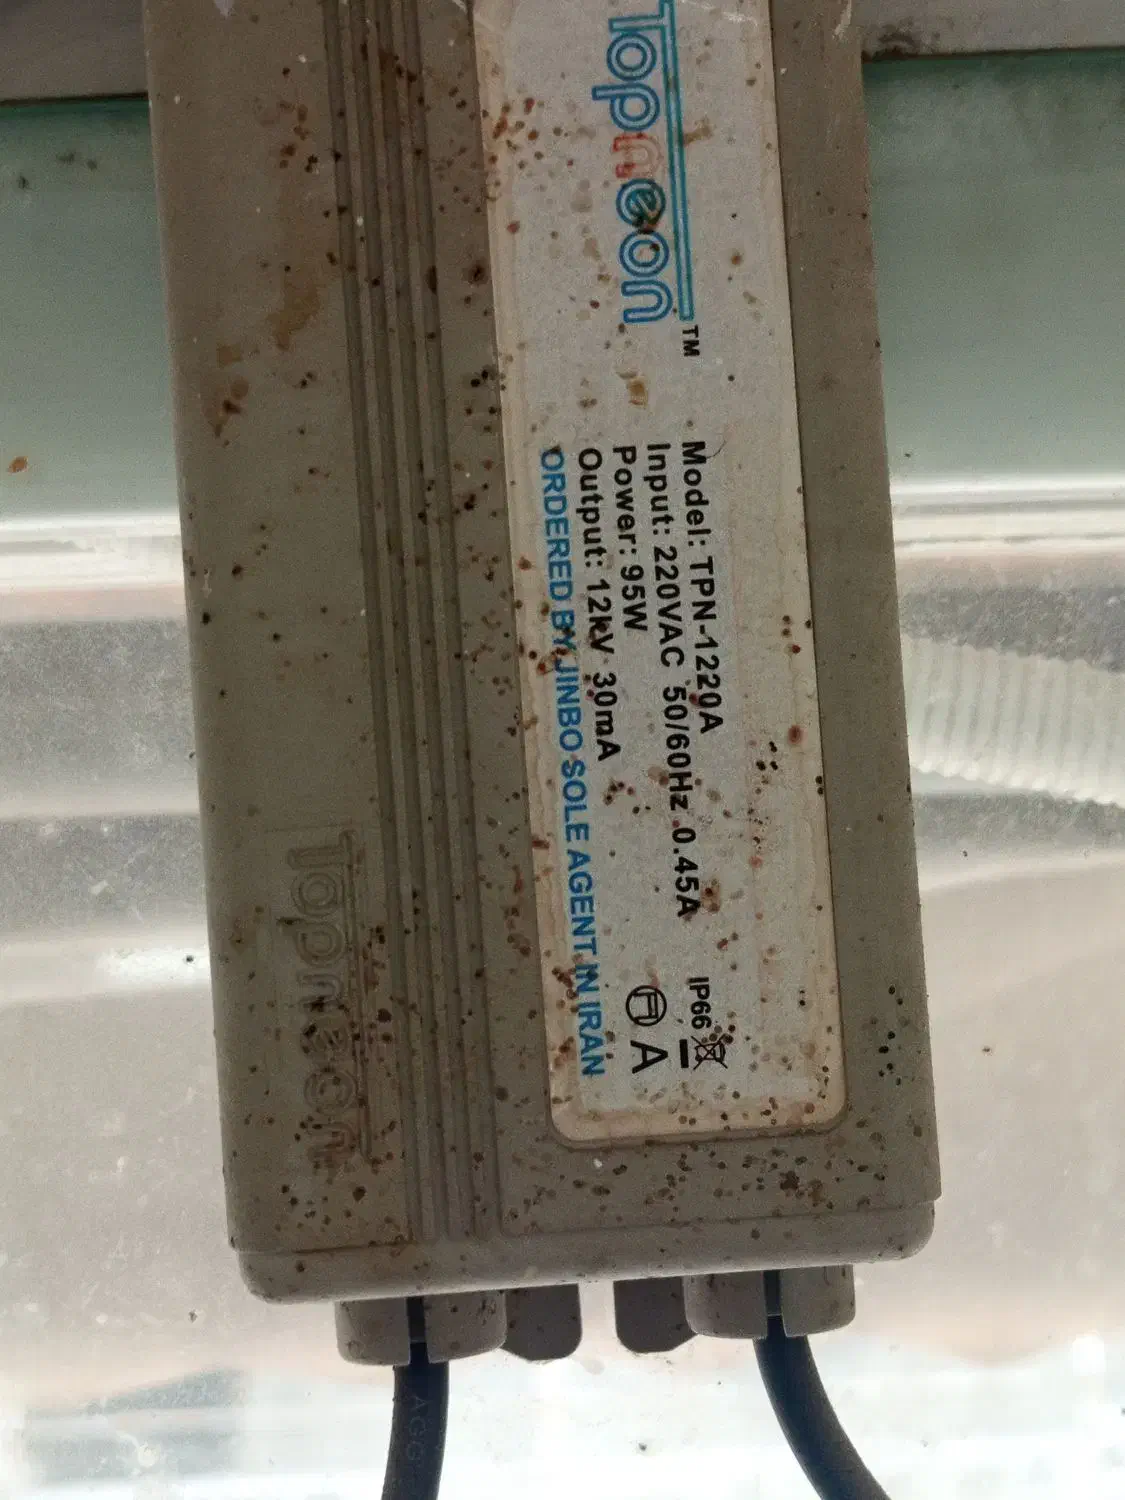 Topneon™
Model: TPN-1220A
Input: 220VAC 50/60Hz 0.45A
Power: 95W
Output: 12kV 30mA
ORDERED BY JINBO SOLE AGENT IN IRAN
IP66
F A
Topneon